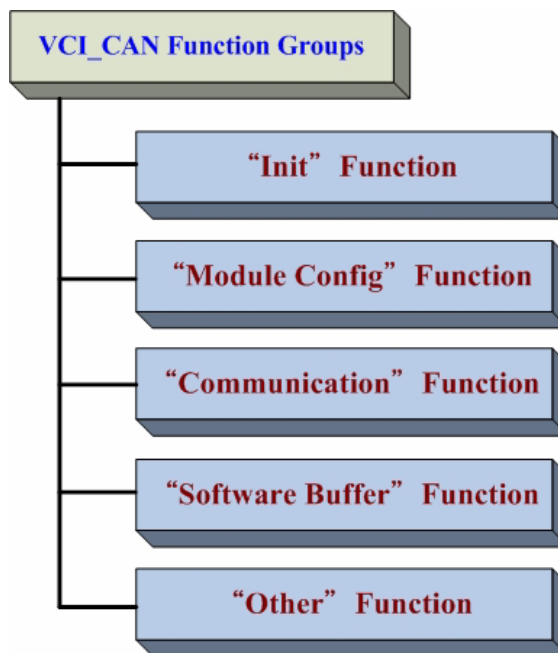 VCI_CAN Function Groups
“Init” Function
“Module Config” Function
“Communication” Function
“Software Buffer” Function
“Other” Function